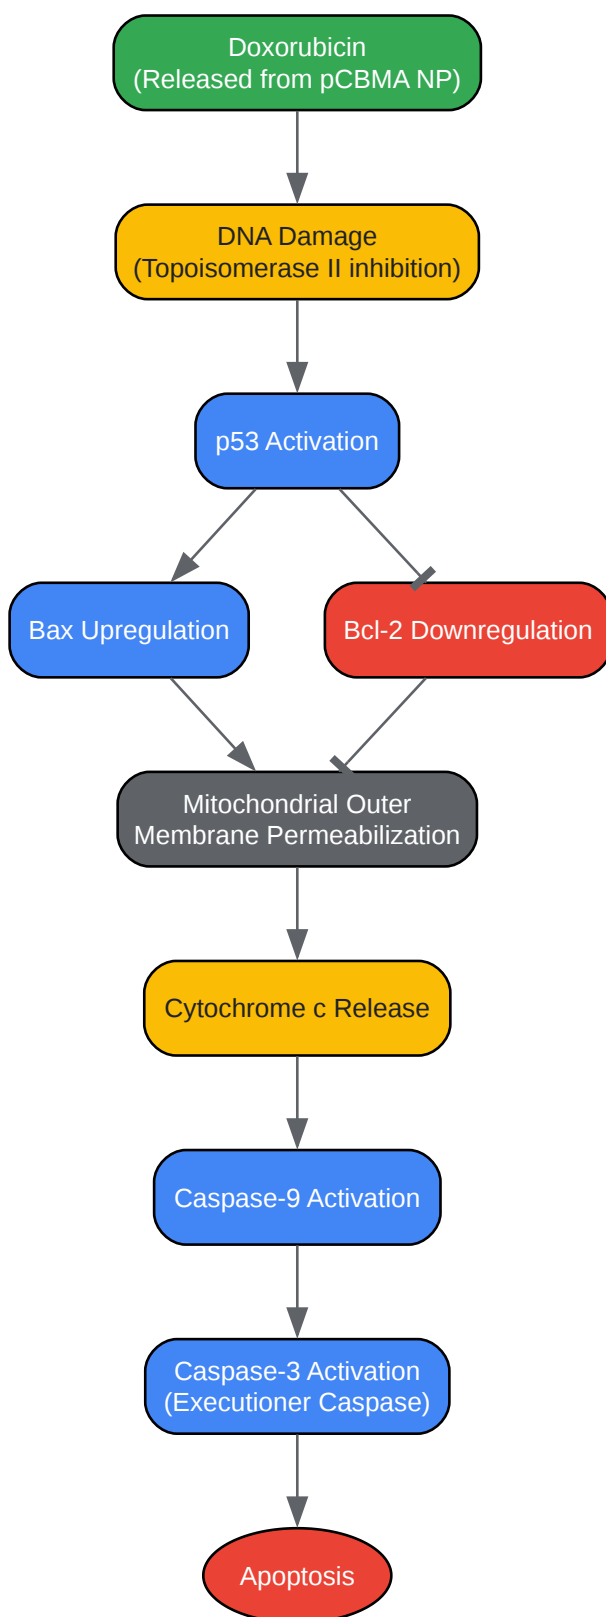 Doxorubicin
(Released from pCBMA NP)
DNA Damage
(Topoisomerase II inhibition)
p53 Activation
Bax Upregulation
Bcl-2 Downregulation
Mitochondrial Outer
Membrane Permeabilization
Cytochrome c Release
Caspase-9 Activation
Caspase-3 Activation
(Executioner Caspase)
Apoptosis